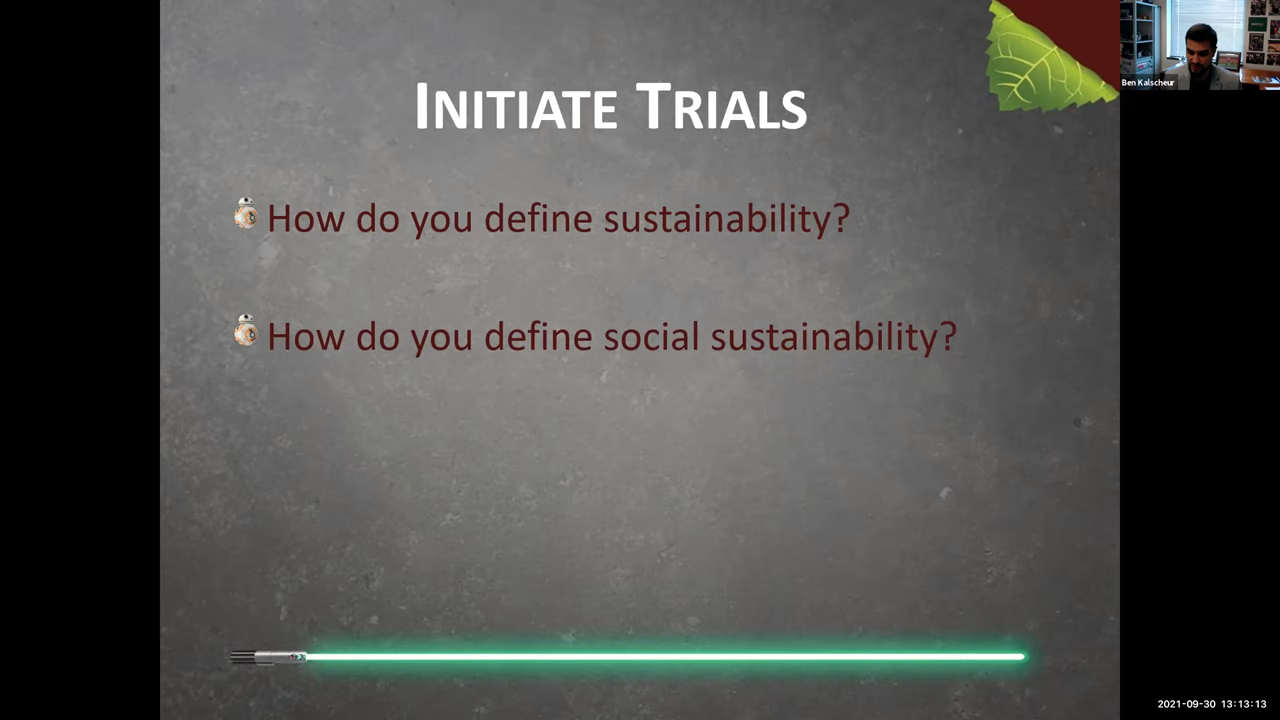 INITIATE TRIALS
Ben Kalscheur
How do you define sustainability?
How do you define social sustainability?
2021-09-30 13:13:13